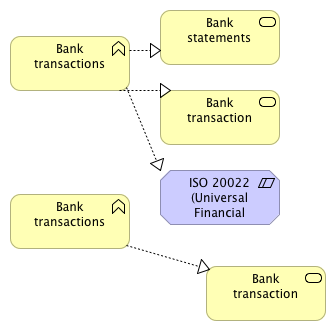 Bank
statements
Bank
transactions
Bank
transaction
ISO 20022
(Universal
Financial
Bank
transactions
Bank
transaction